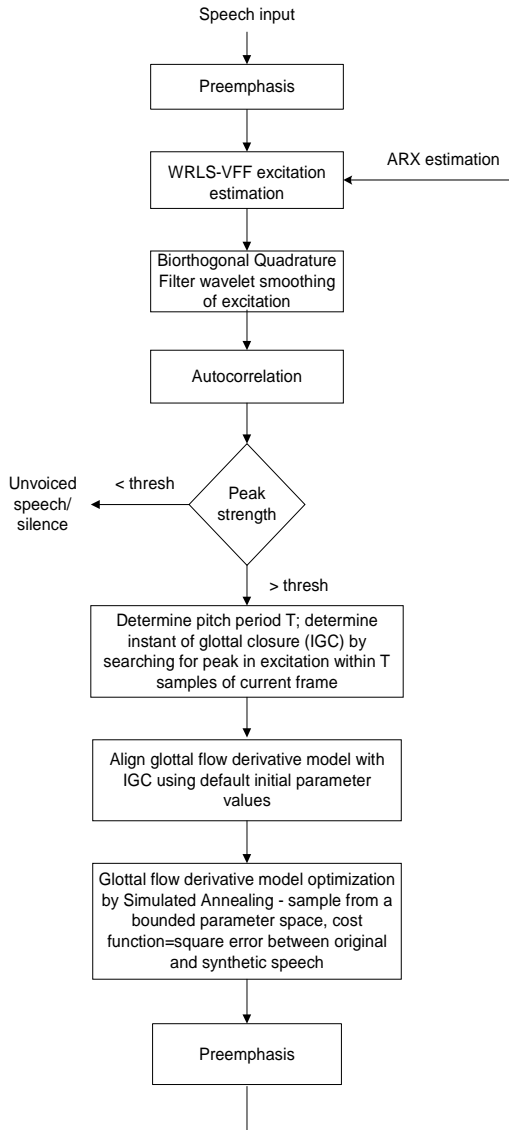 Speech input
Preemphasis
WRLS-VFF excitation
estimation
ARX estimation
Biorthogonal Quadrature
Filter wavelet smoothing
of excitation
Autocorrelation
Peak
strength
< thresh
Unvoiced
speech/
silence
> thresh
Determine pitch period T; determine
instant of glottal closure (IGC) by
searching for peak in excitation within T
samples of current frame
Align glottal flow derivative model with
IGC using default initial parameter
values
Glottal flow derivative model optimization
by Simulated Annealing - sample from a
bounded parameter space, cost
function=square error between original
and synthetic speech
Preemphasis